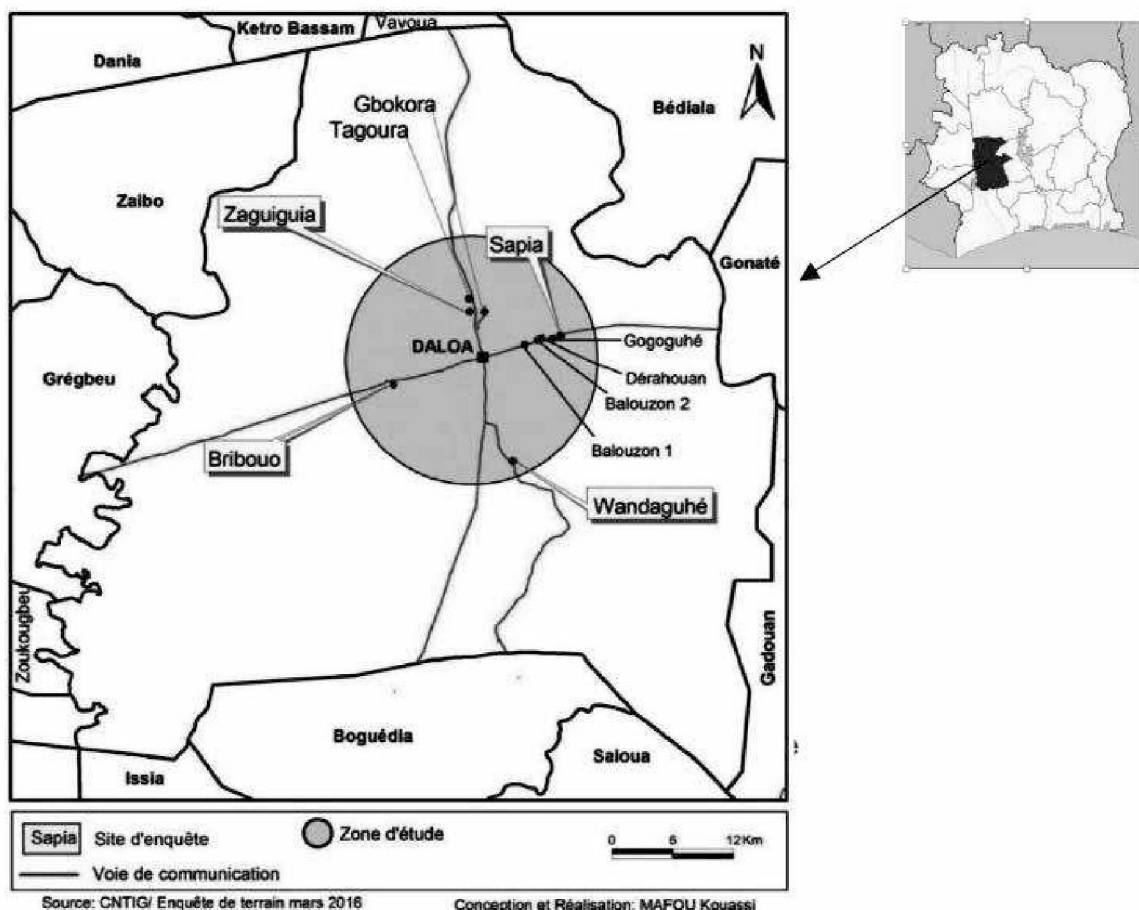 Ketro Bassam
Vavoua
Dania
N
Gbokora
Tagoura
Bédiala
Zaibo
Zaguiguia
Sapia
Gonaté
DALOA
Gogoguhé
Grégbeu
Dérahouan
Balouzon 2
Bribouo
Balouzon 1
Wandaguhé
Zoukougbeu
Gadouan
Boguédia
Saloua
Issia
Sapia Site d'enquête
Zone d'étude
0 6 12Km
Voie de communication
Source: CNTIG/ Enquête de terrain mars 2016
Conception et Réalisation: MAFOU Kouassi